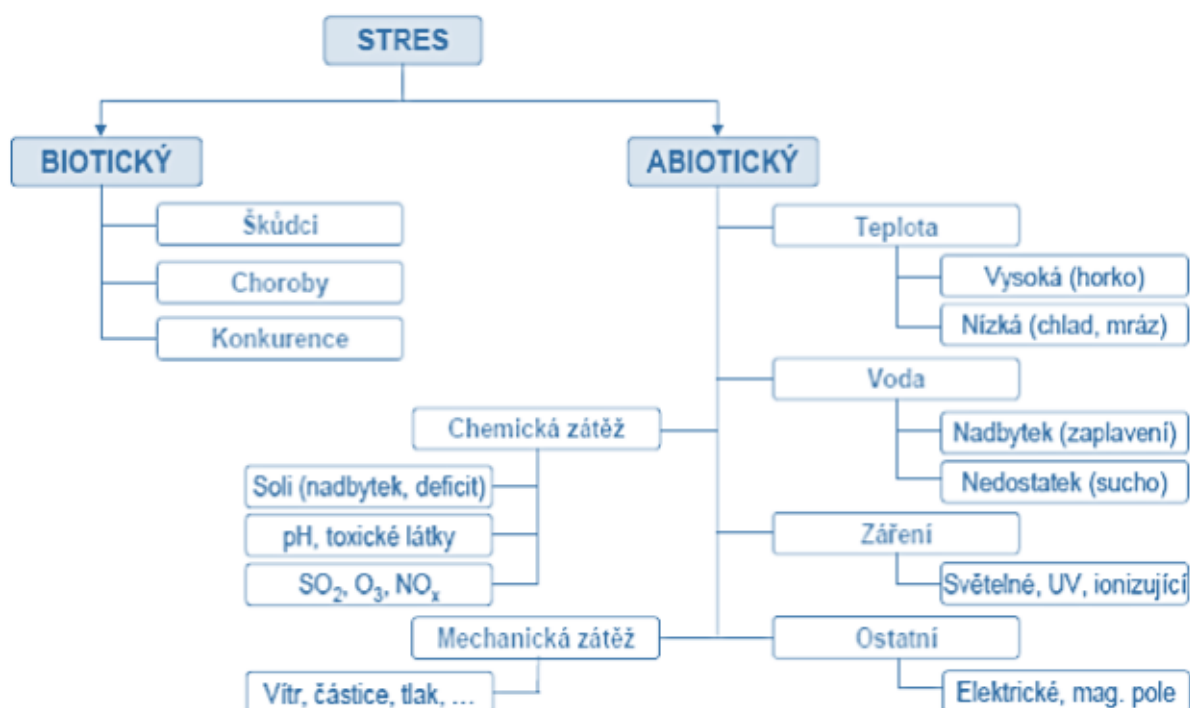 STRES
BIOTICKÝ
Škůdci
Choroby
Konkurence
ABIOTICKÝ
Teplota
Vysoká (horko)
Nízká (chlad, mráz)
Voda
Nadbytek (zaplavení)
Nedostatek (sucho)
Chemická zátěž
Soli (nadbytek, deficit)
pH, toxické látky
SO₂, O₃, NOₓ
Záření
Světelné, UV, ionizující
Mechanická zátěž
Vítr, částice, tlak, ...
Ostatní
Elektrické, mag. pole